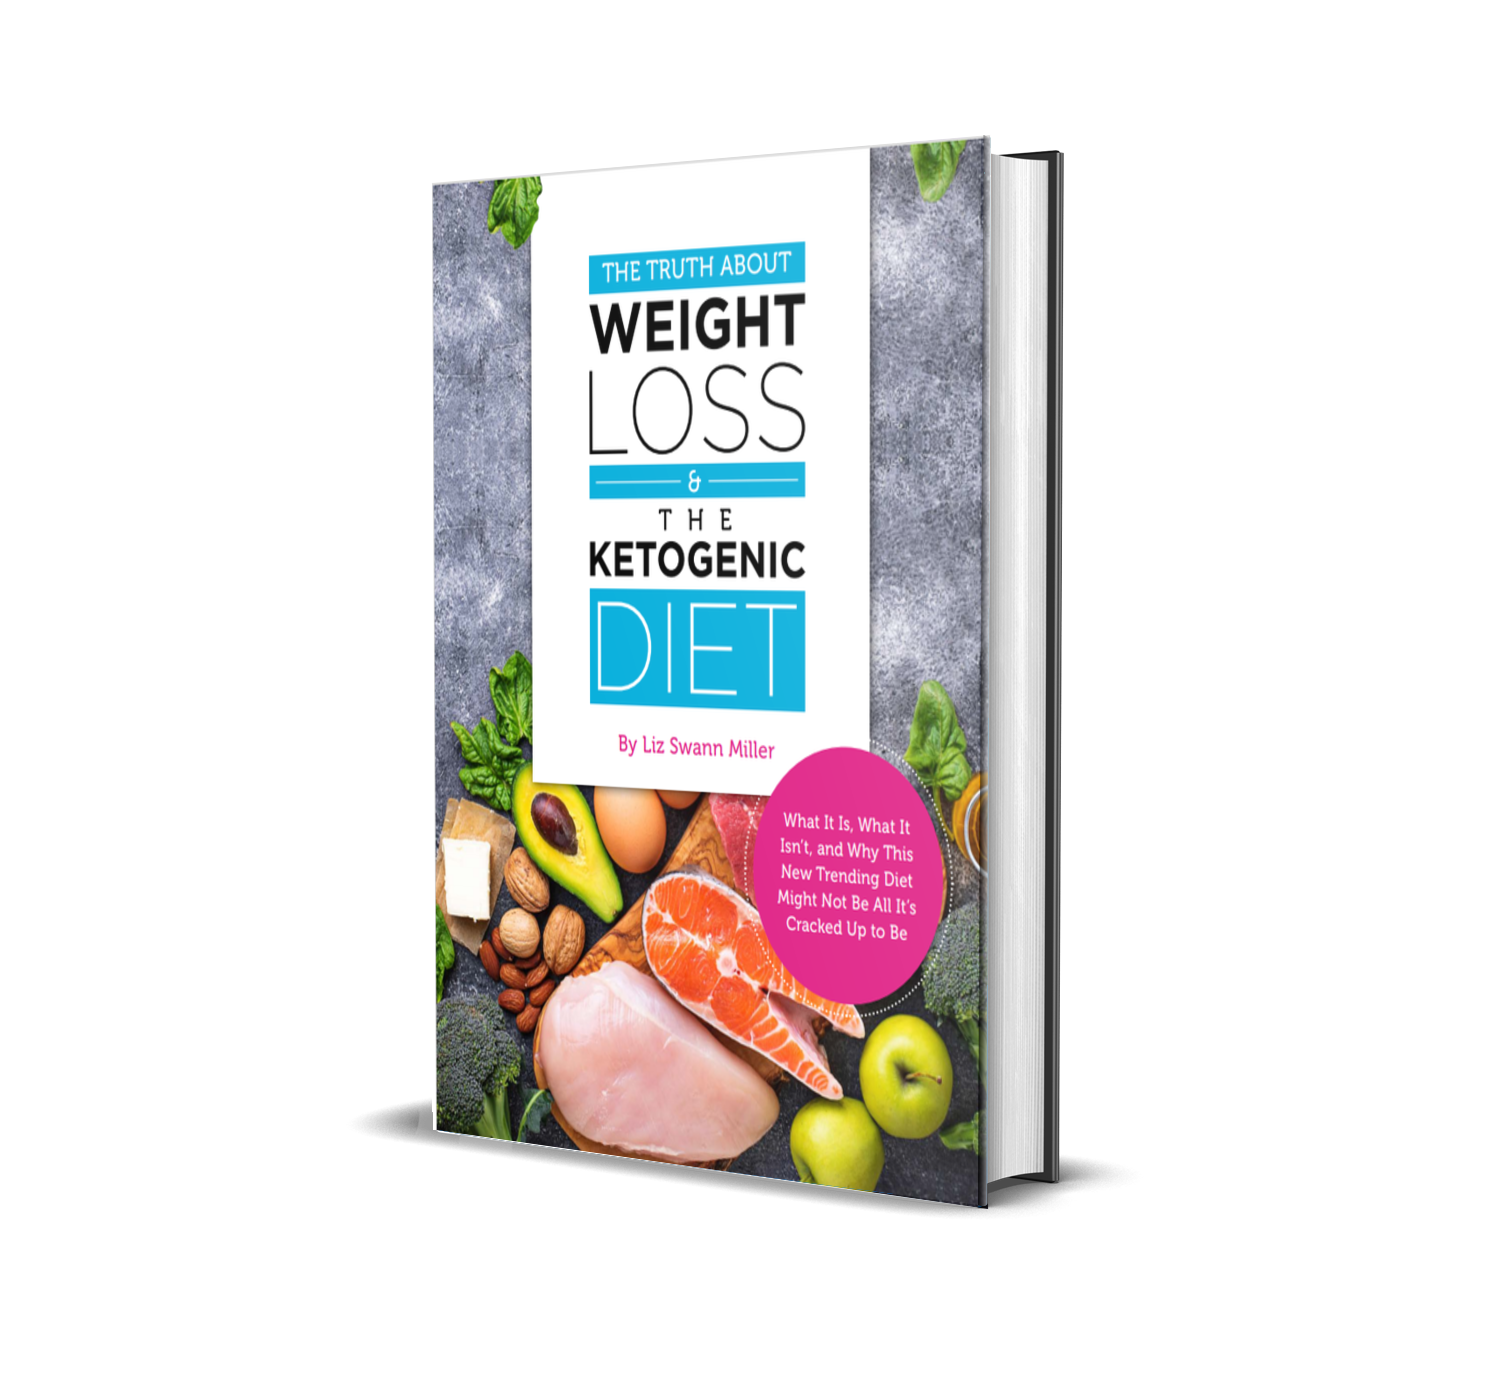 THE TRUTH ABOUT
WEIGHT
LOSS
&
THE
KETOGENIC
DIET
By Liz Swann Miller
What It Is, What It
Isn't, and Why This
New Trending Diet
Might Not Be All It's
Cracked Up to Be